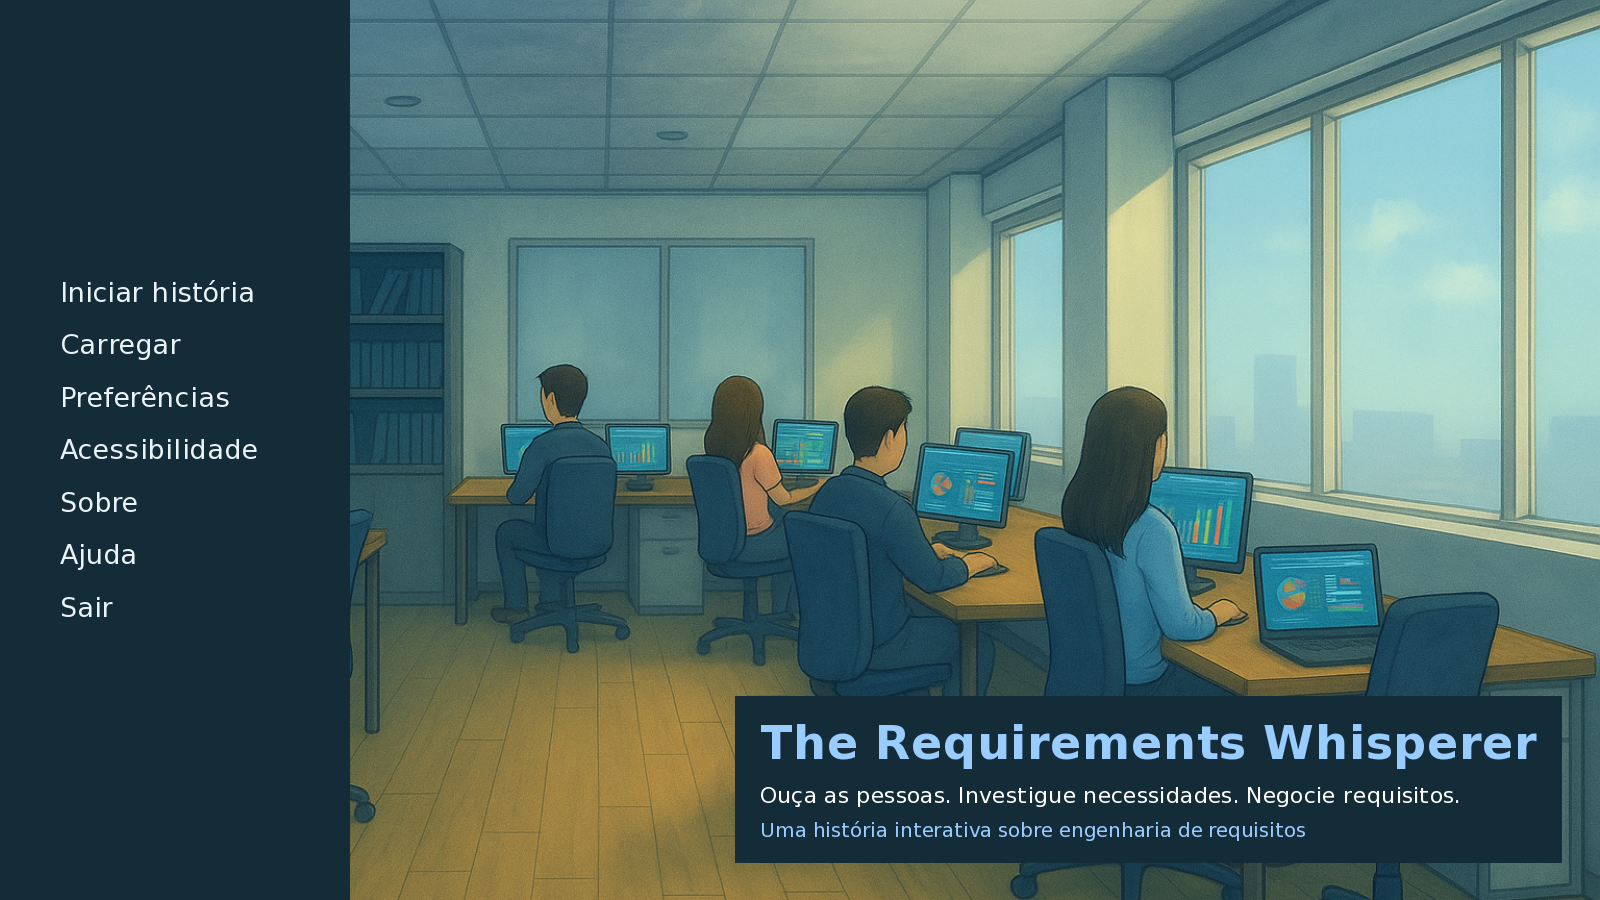 Iniciar história
Carregar
Preferências
Acessibilidade
Sobre
Ajuda
Sair
The Requirements Whisperer
Ouça as pessoas. Investigue necessidades. Negocie requisitos.
Uma história interativa sobre engenharia de requisitos